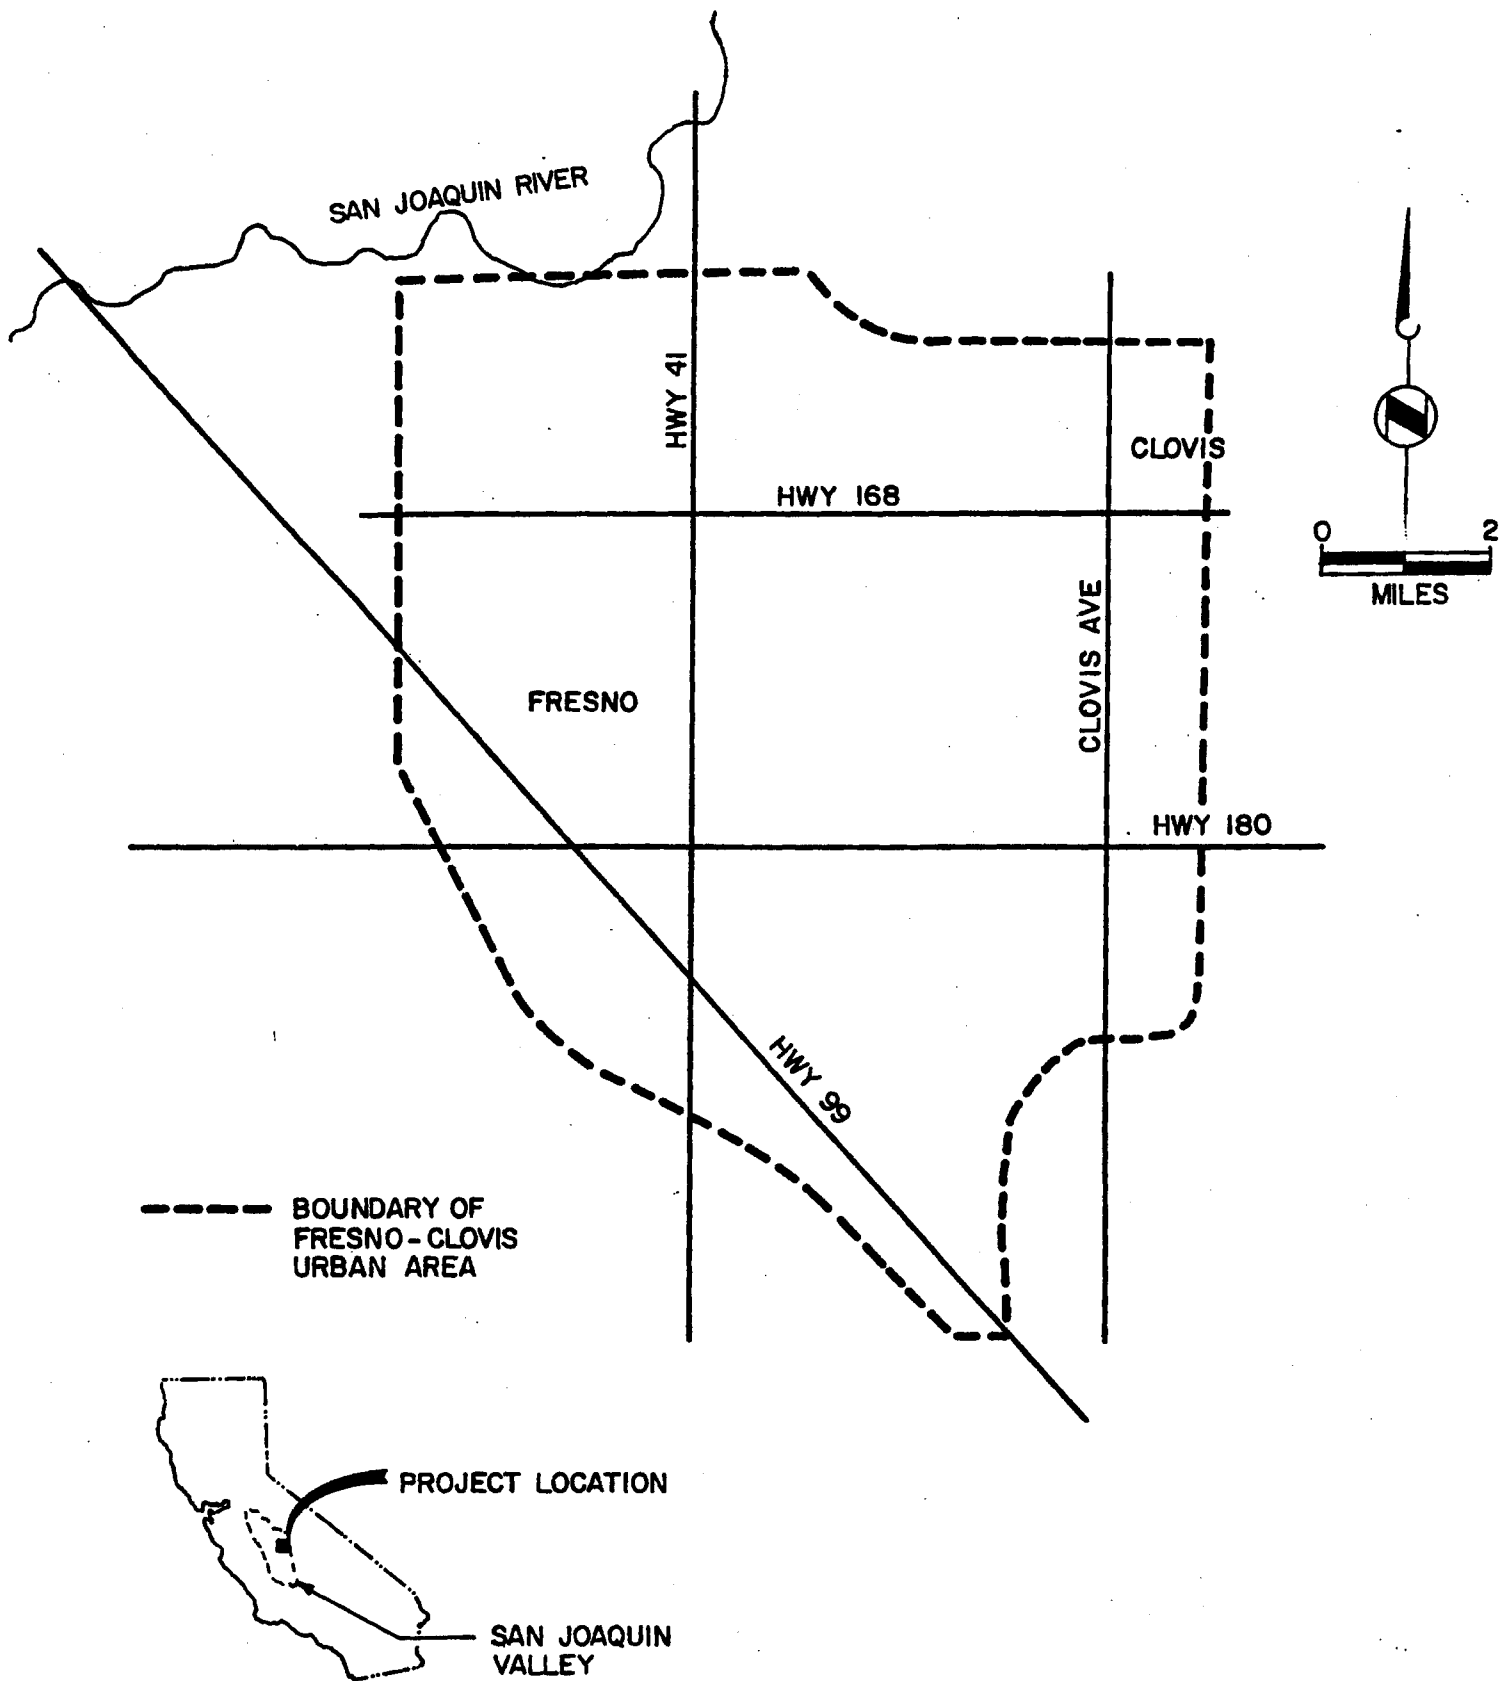 SAN JOAQUIN RIVER
HWY 41
CLOVIS
HWY 168
0 2
MILES
CLOVIS AVE
FRESNO
HWY 180
HWY 99
BOUNDARY OF
FRESNO-CLOVIS
URBAN AREA
PROJECT LOCATION
SAN JOAQUIN
VALLEY
N